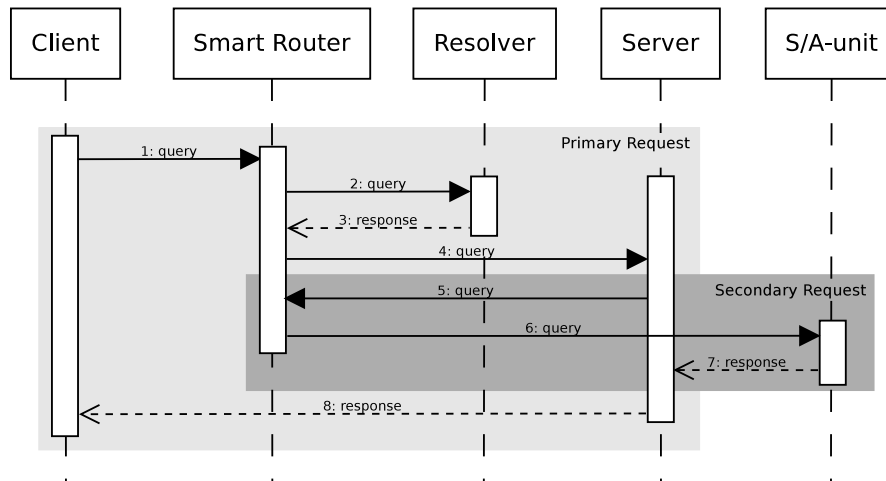 Client
Smart Router
Resolver
Server
S/A-unit
Primary Request
1: query
2: query
3: response
4: query
5: query
Secondary Request
6: query
7: response
8: response